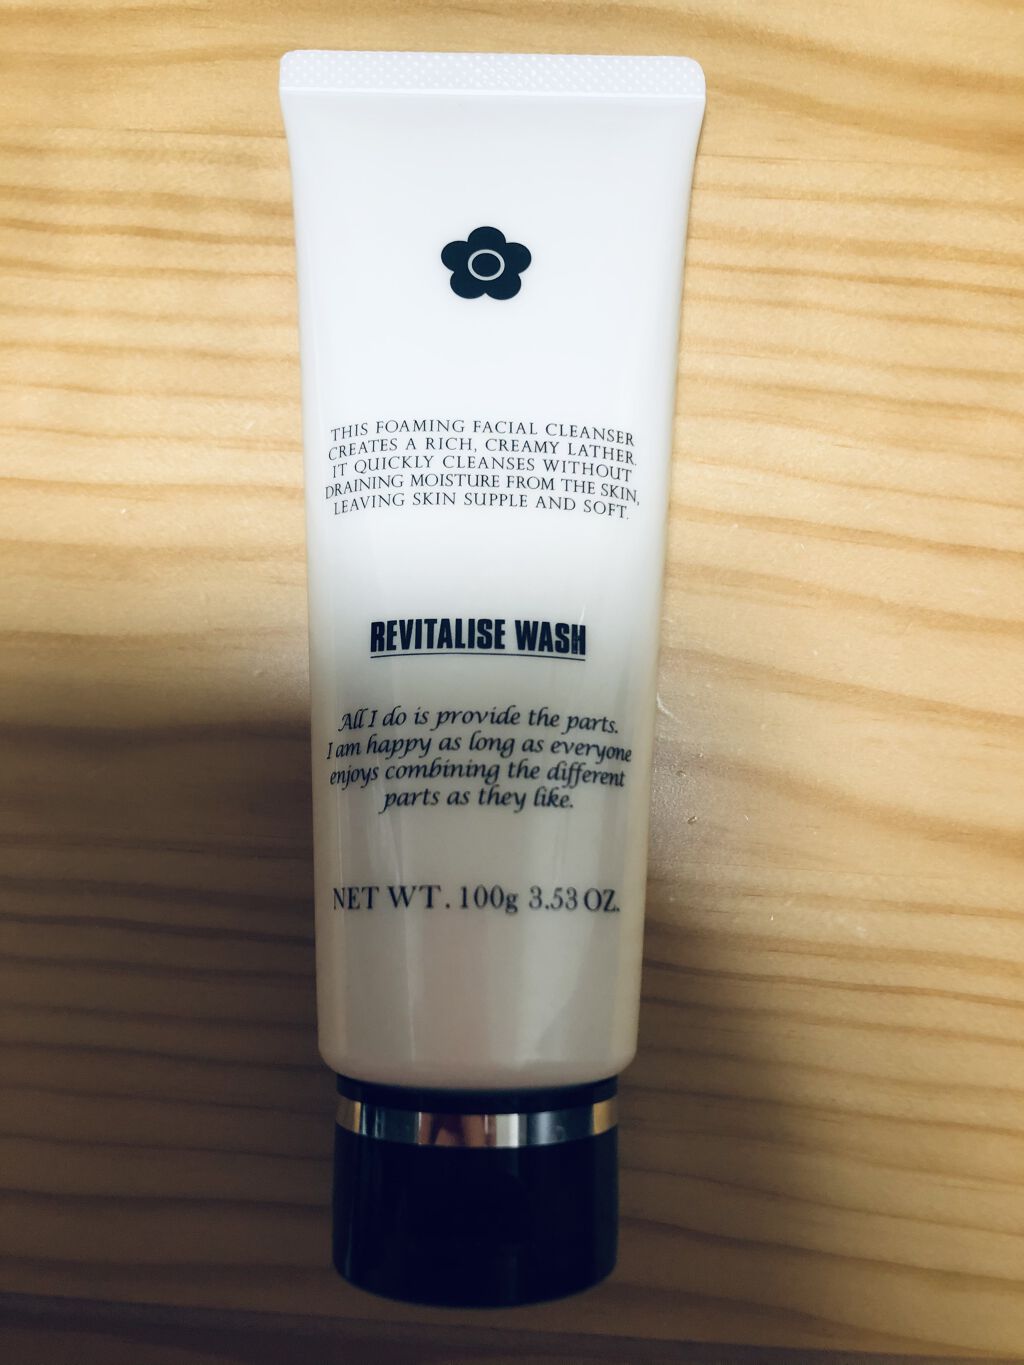 THIS FOAMING FACIAL CLEANSER
CREATES A RICH, CREAMY LATHER.
IT QUICKLY CLEANSES WITHOUT
DRAINING MOISTURE FROM THE SKIN,
LEAVING SKIN SUPPLE AND SOFT.
REVITALISE WASH
All I do is provide the parts.
I am happy as long as everyone
enjoys combining the different
parts as they like.
NET WT. 100g 3.53 OZ.